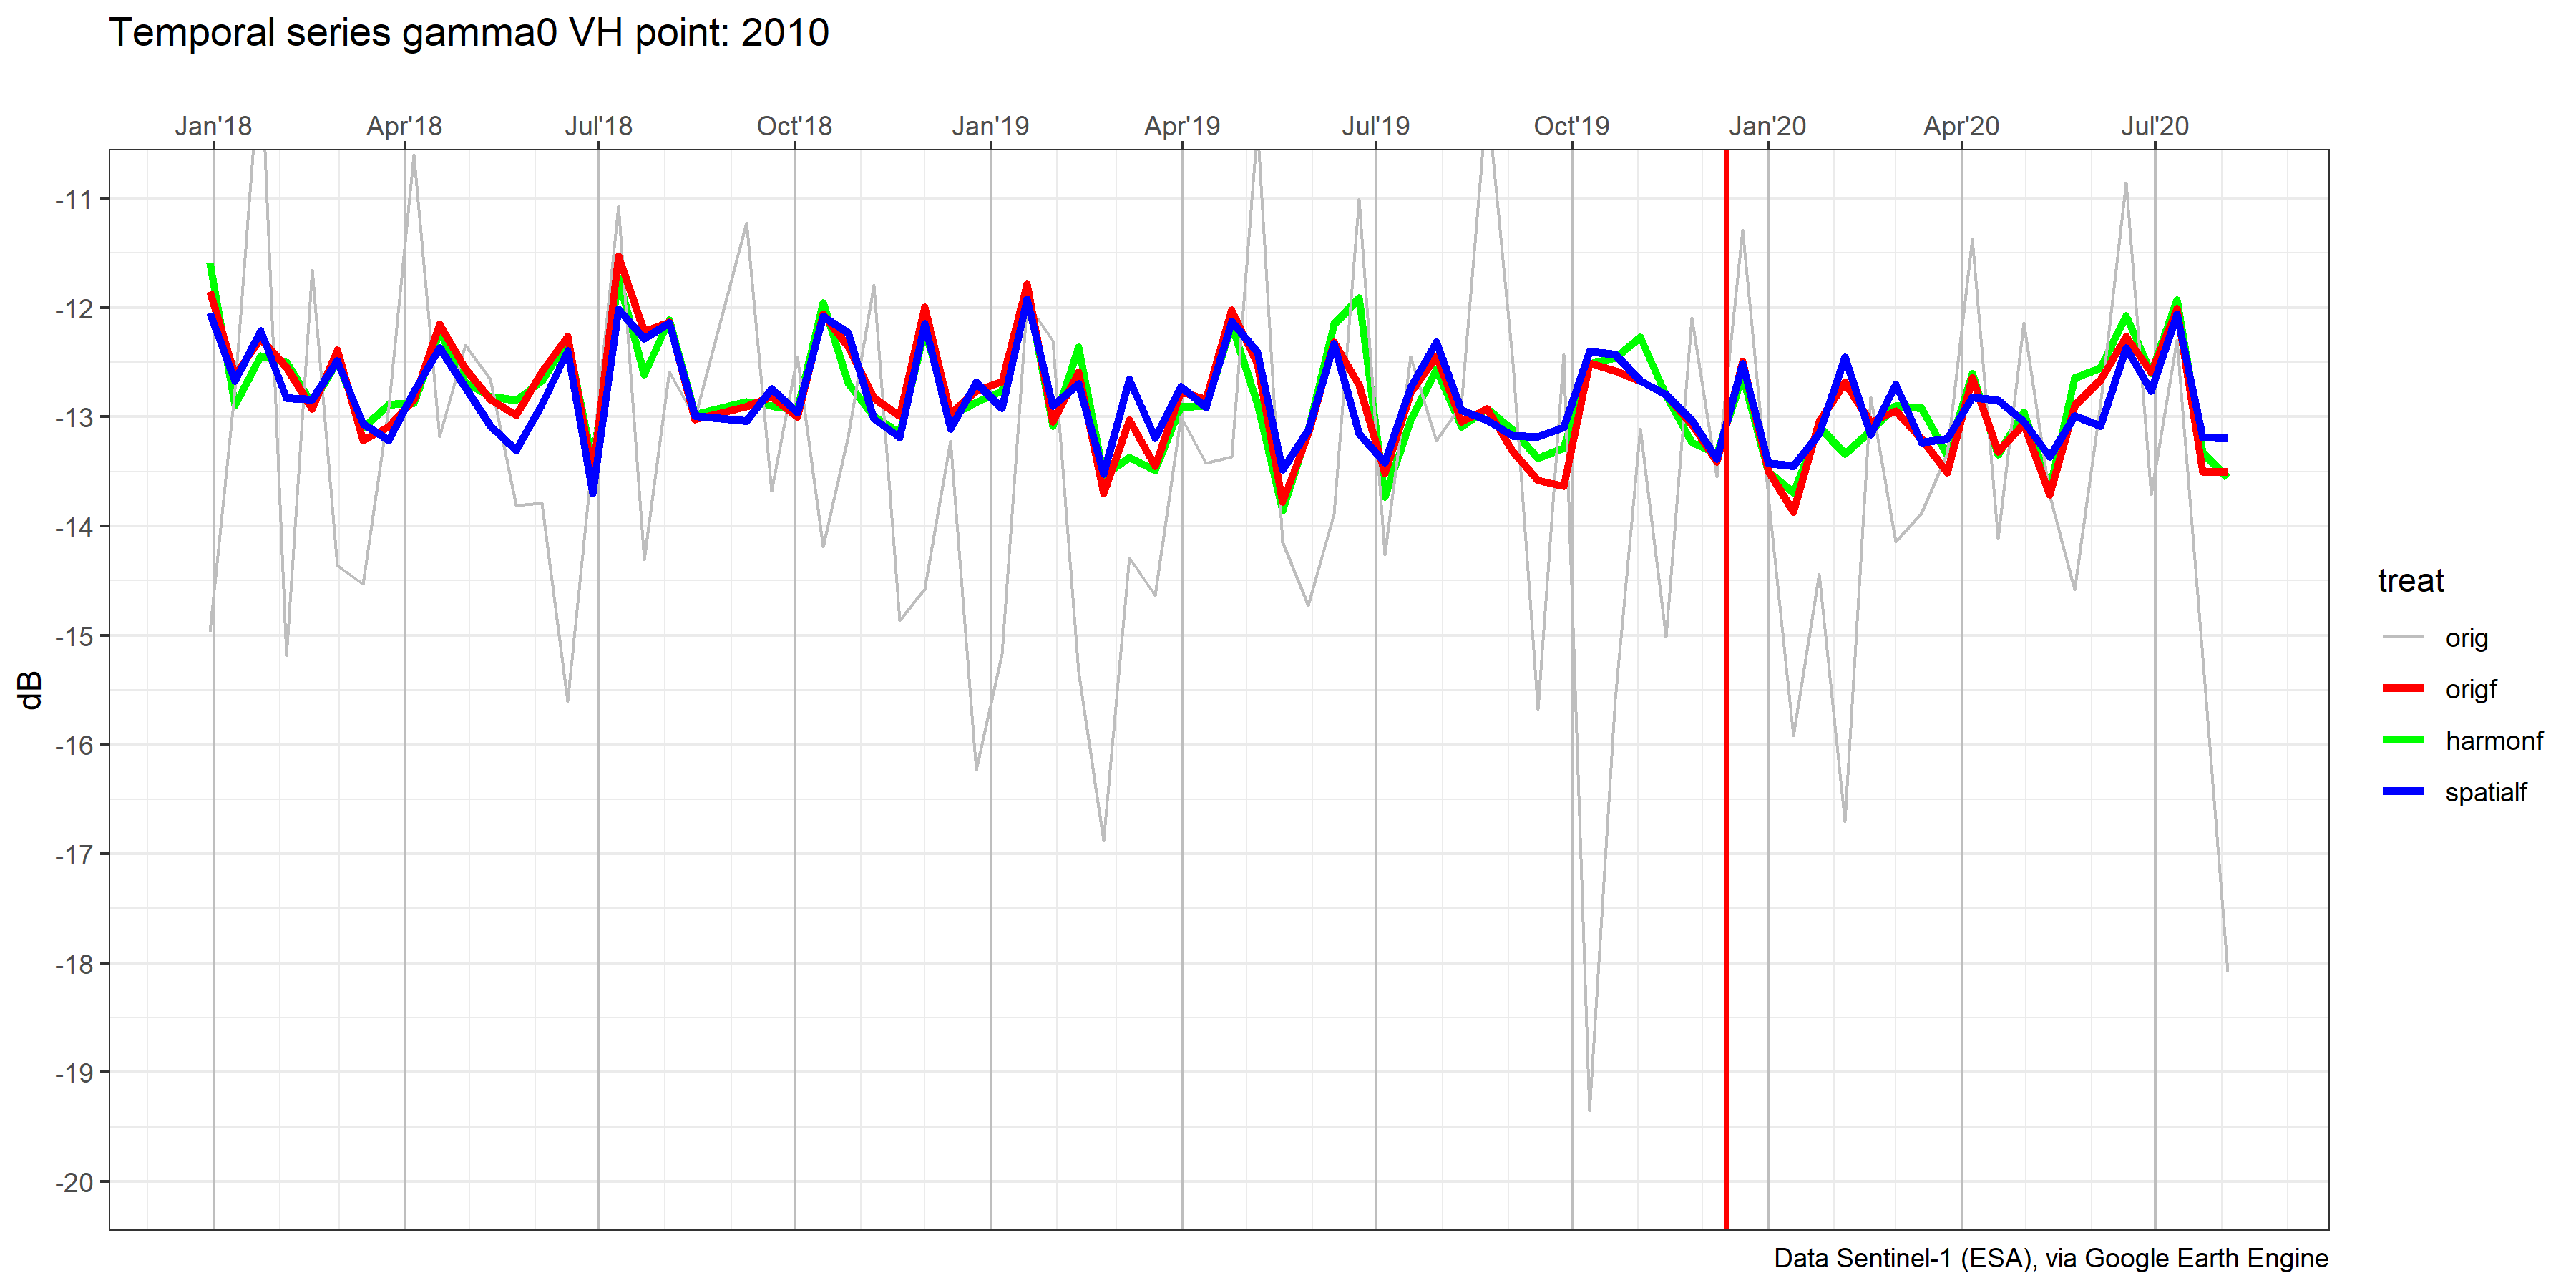 Temporal series gamma0 VH point: 2010
Jan'18 Apr'18 Jul'18 Oct'18 Jan'19 Apr'19 Jul'19 Oct'19 Jan'20 Apr'20 Jul'20
-11
-12
-13
-14
-15
-16
-17
-18
-19
-20
dB
treat
orig
origf
harmonf
spatialf
Data Sentinel-1 (ESA), via Google Earth Engine